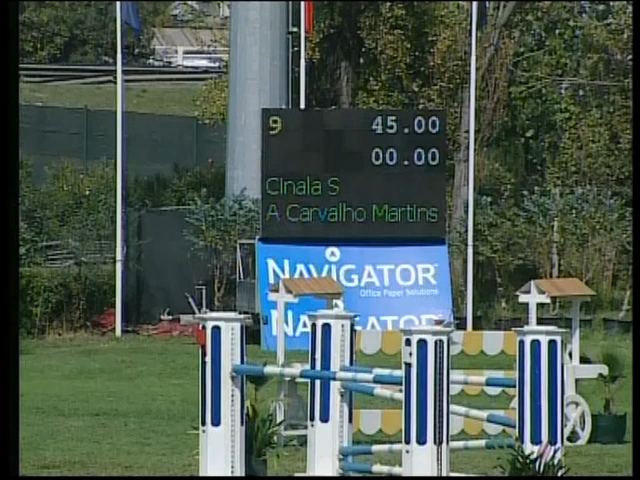 9 45.00
00.00
Cinala S
A Carvalho Martins
NAVIGATOR
Office Paper Solutions
NAVIGATOR